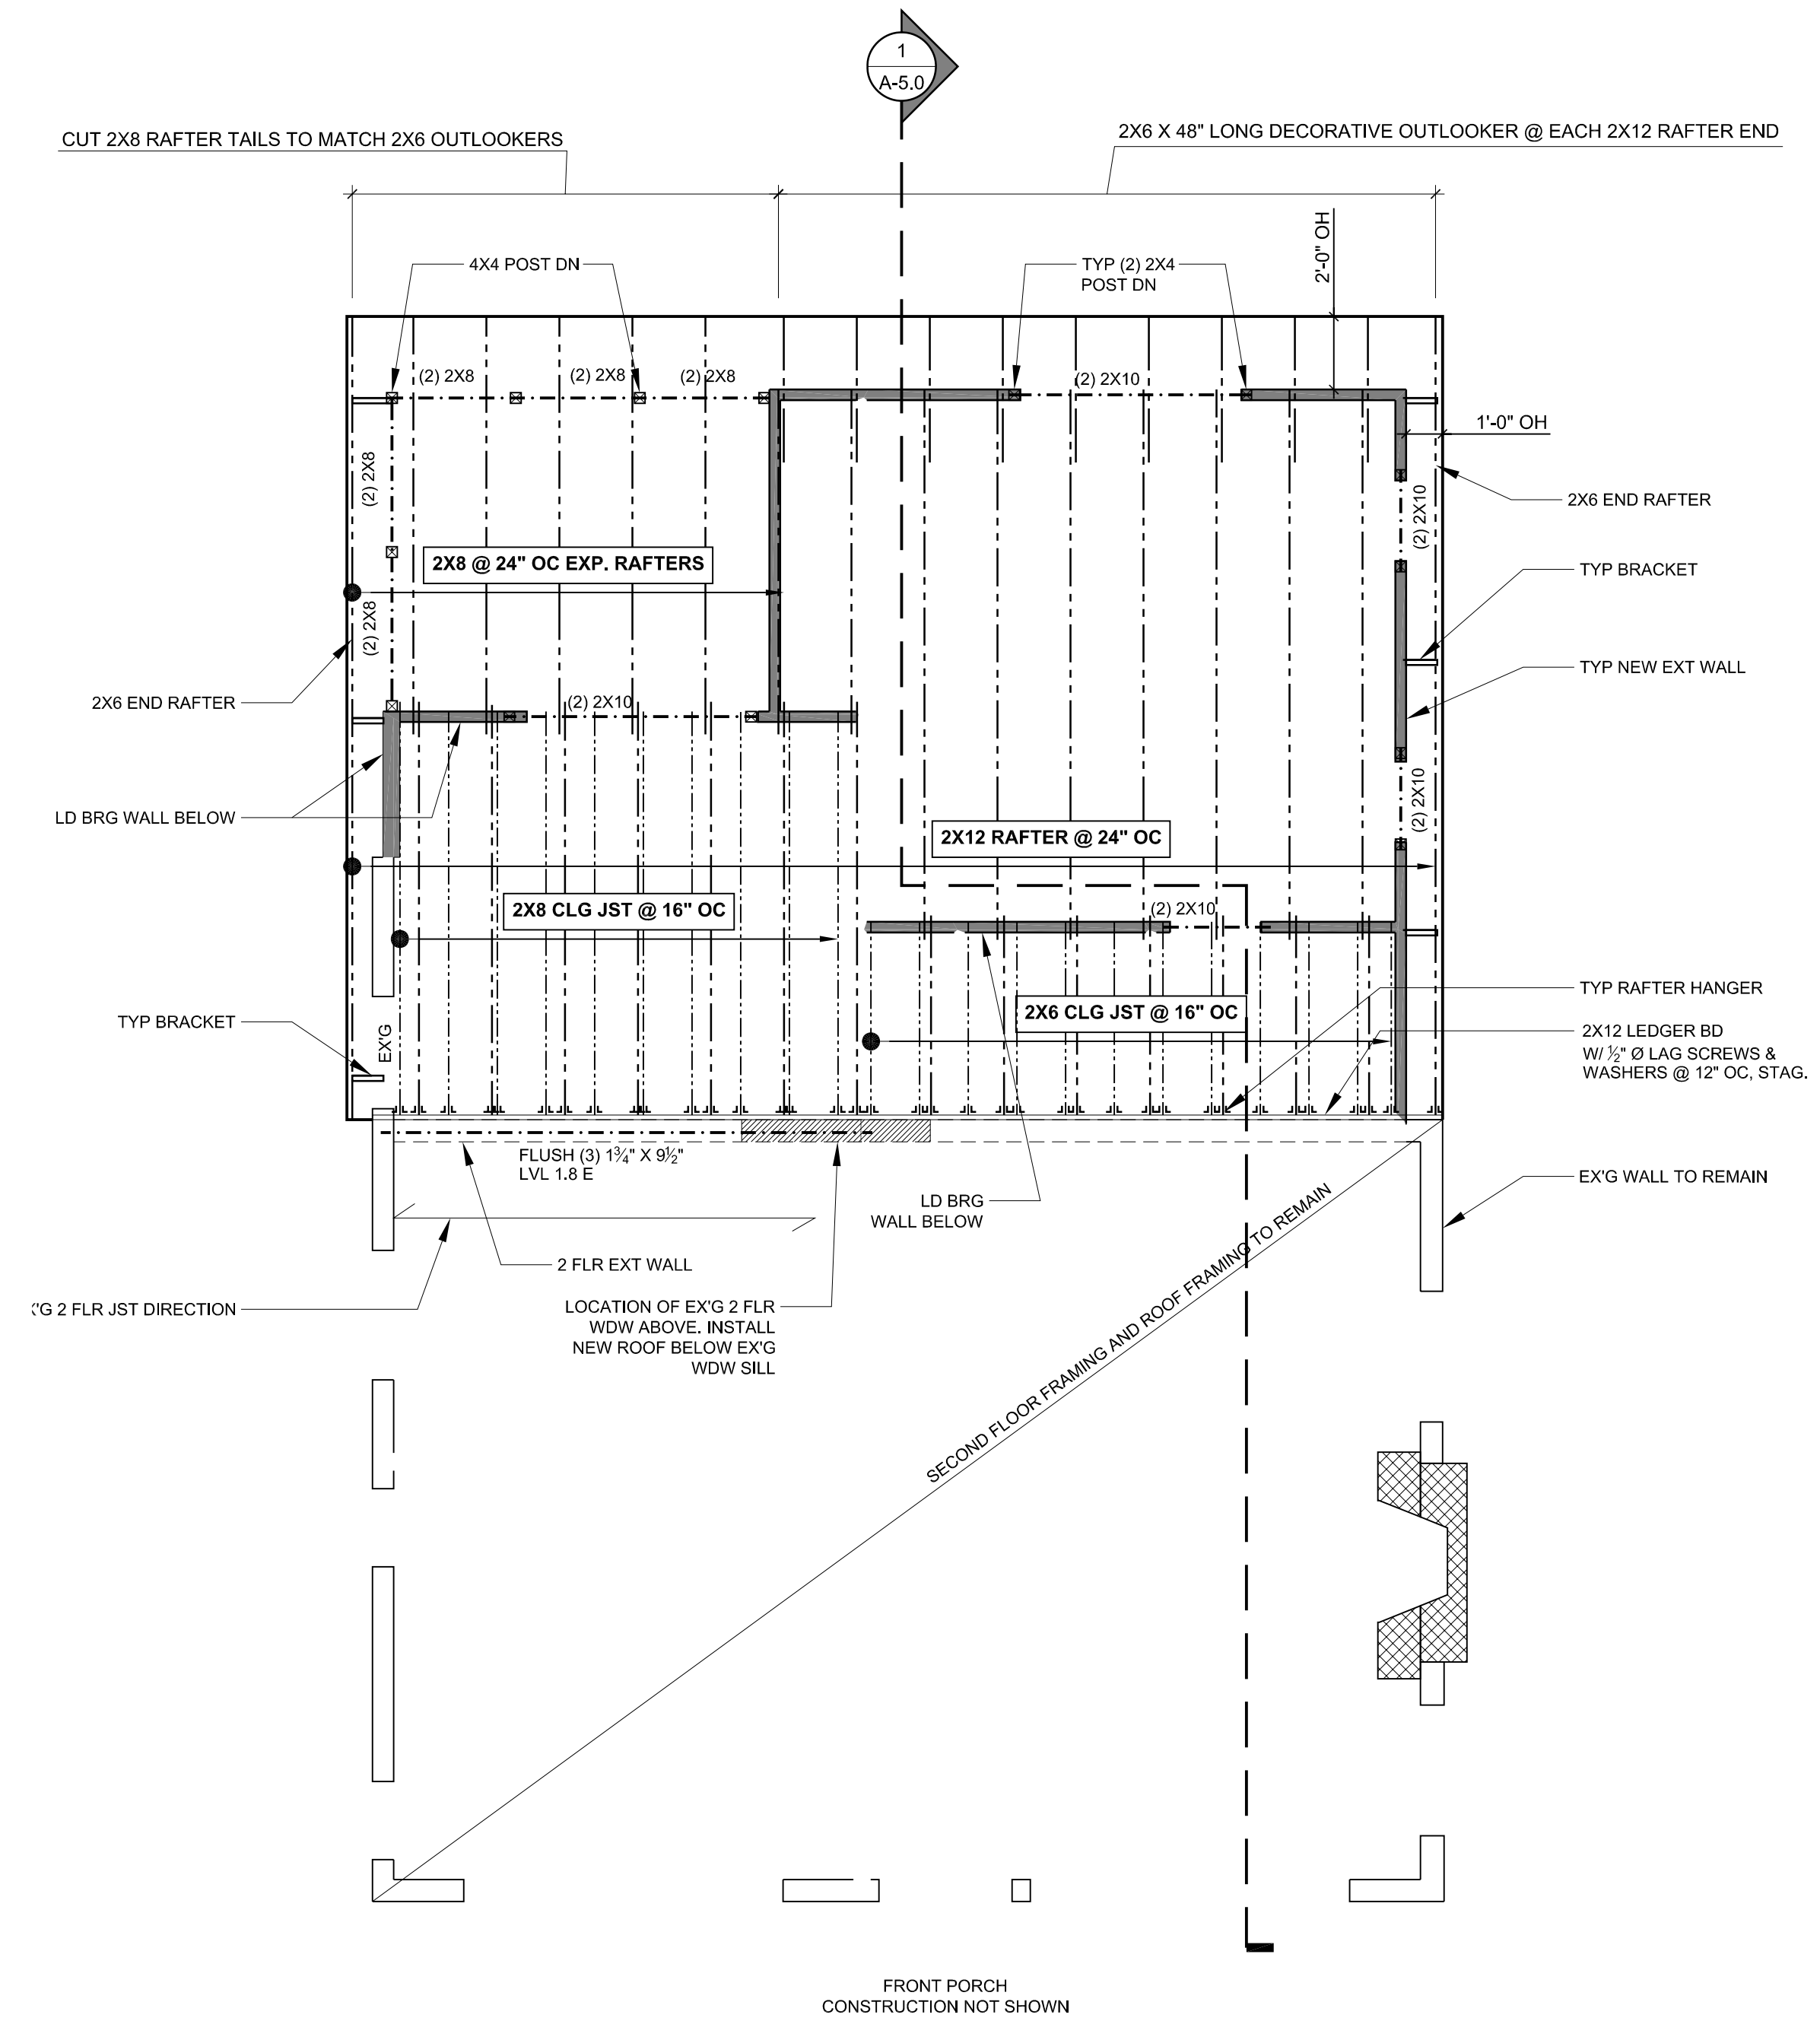 1
A-5.0
CUT 2X8 RAFTER TAILS TO MATCH 2X6 OUTLOOKERS
2X6 X 48" LONG DECORATIVE OUTLOOKER @ EACH 2X12 RAFTER END
2'-0" OH
4X4 POST DN
TYP (2) 2X4
POST DN
(2) 2X8
(2) 2X8
(2) 2X8
(2) 2X10
1'-0" OH
(2) 2X8
2X6 END RAFTER
(2) 2X10
2X8 @ 24" OC EXP. RAFTERS
TYP BRACKET
(2) 2X8
TYP NEW EXT WALL
2X6 END RAFTER
(2) 2X10
(2) 2X10
LD BRG WALL BELOW
2X12 RAFTER @ 24" OC
2X8 CLG JST @ 16" OC
(2) 2X10
TYP RAFTER HANGER
2X6 CLG JST @ 16" OC
TYP BRACKET
EX'G
2X12 LEDGER BD
W/ ½" Ø LAG SCREWS &
WASHERS @ 12" OC, STAG.
FLUSH (3) 1¾" X 9½"
LVL 1.8 E
EX'G WALL TO REMAIN
LD BRG
WALL BELOW
2 FLR EXT WALL
'G 2 FLR JST DIRECTION
LOCATION OF EX'G 2 FLR
WDW ABOVE. INSTALL
NEW ROOF BELOW EX'G
WDW SILL
SECOND FLOOR FRAMING AND ROOF FRAMING TO REMAIN
FRONT PORCH
CONSTRUCTION NOT SHOWN